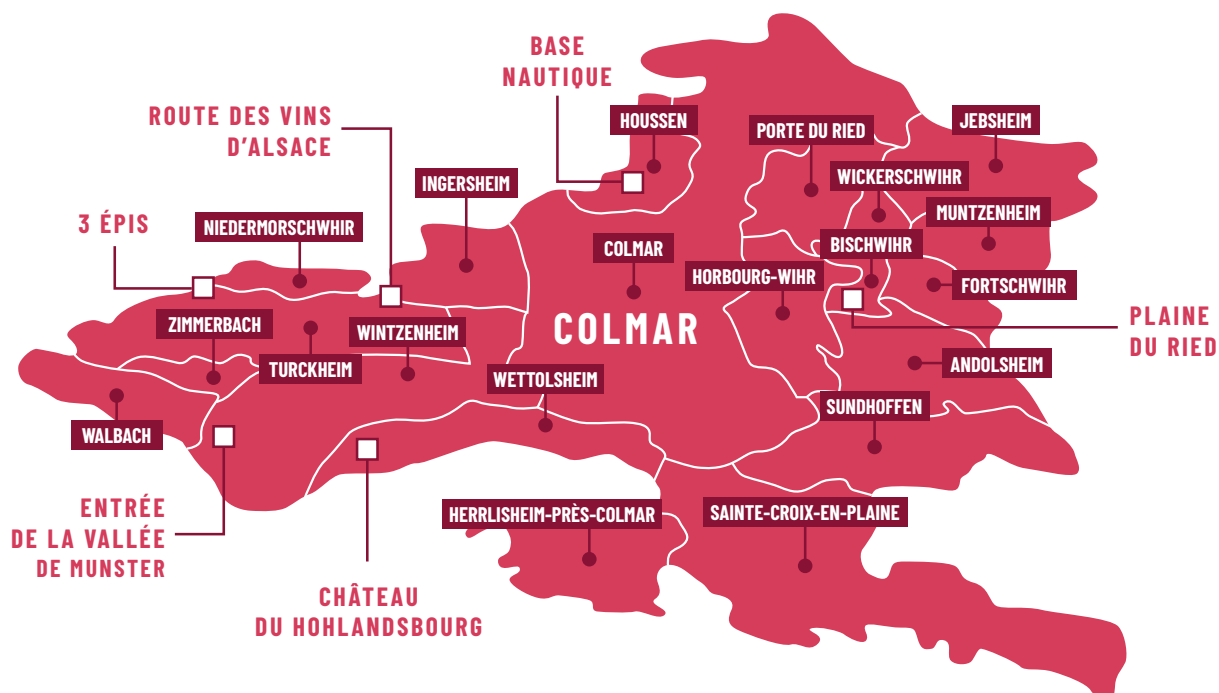 BASE
NAUTIQUE
ROUTE DES VINS
D'ALSACE
HOUSSEN
PORTE DU RIED
JEBSHEIM
INGERSHEIM
WICKERSCHWIHR
3 ÉPIS
NIEDERMORSCHWHIR
MUNTZENHEIM
COLMAR
BISCHWIHR
HORBOURG-WIHR
FORTSCHWIHR
ZIMMERBACH
WINTZENHEIM
COLMAR
PLAINE
DU RIED
TURCKHEIM
WETTOLSHEIM
ANDOLSHEIM
WALBACH
SUNDHOFFEN
ENTRÉE
DE LA VALLÉE
DE MUNSTER
HERRLISHEIM-PRÈS-COLMAR
SAINTE-CROIX-EN-PLAINE
CHÂTEAU
DU HOHLANDSBOURG